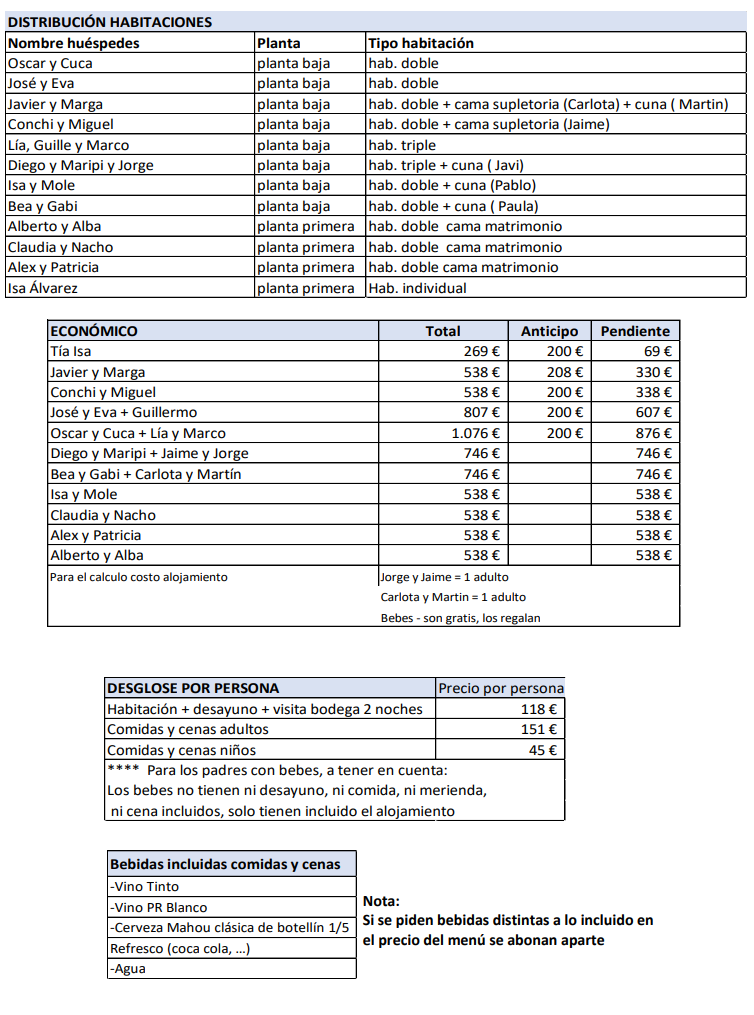 DISTRIBUCIÓN HABITACIONES
Nombre huéspedes Planta Tipo habitación
Oscar y Cuca planta baja hab. doble
José y Eva planta baja hab. doble
Javier y Marga planta baja hab. doble + cama supletoria (Carlota) + cuna ( Martin)
Conchi y Miguel planta baja hab. doble + cama supletoria (Jaime)
Lía, Guille y Marco planta baja hab. triple
Diego y Maripi y Jorge planta baja hab. triple + cuna ( Javi)
Isa y Mole planta baja hab. doble + cuna (Pablo)
Bea y Gabi planta baja hab. doble + cuna ( Paula)
Alberto y Alba planta primera hab. doble cama matrimonio
Claudia y Nacho planta primera hab. doble cama matrimonio
Alex y Patricia planta primera hab. doble cama matrimonio
Isa Álvarez planta primera Hab. individual
ECONÓMICO Total Anticipo Pendiente
Tía Isa 269 € 200 € 69 €
Javier y Marga 538 € 208 € 330 €
Conchi y Miguel 538 € 200 € 338 €
José y Eva + Guillermo 807 € 200 € 607 €
Oscar y Cuca + Lía y Marco 1.076 € 200 € 876 €
Diego y Maripi + Jaime y Jorge 746 € 746 €
Bea y Gabi + Carlota y Martín 746 € 746 €
Isa y Mole 538 € 538 €
Claudia y Nacho 538 € 538 €
Alex y Patricia 538 € 538 €
Alberto y Alba 538 € 538 €
Para el calculo costo alojamiento Jorge y Jaime = 1 adulto
Carlota y Martin = 1 adulto
Bebes - son gratis, los regalan
DESGLOSE POR PERSONA Precio por persona
Habitación + desayuno + visita bodega 2 noches 118 €
Comidas y cenas adultos 151 €
Comidas y cenas niños 45 €
**** Para los padres con bebes, a tener en cuenta:
Los bebes no tienen ni desayuno, ni comida, ni merienda,
ni cena incluidos, solo tienen incluido el alojamiento
Bebidas incluidas comidas y cenas
-Vino Tinto
-Vino PR Blanco
-Cerveza Mahou clásica de botellín 1/5
Refresco (coca cola, ...)
-Agua
Nota:
Si se piden bebidas distintas a lo incluido en
el precio del menú se abonan aparte